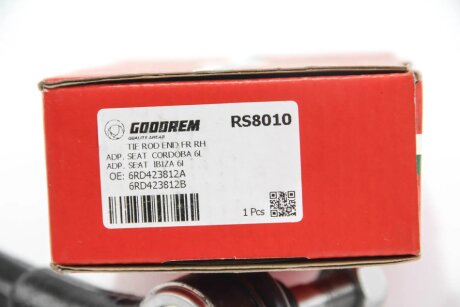 GOODREM
QUALITY AHEAD
RS8010
TIE ROD END FR RH
ADP. SEAT CORDOBA 6L
ADP. SEAT IBIZA 6L
OE: 6RD423812A
6RD423812B
1 Pcs